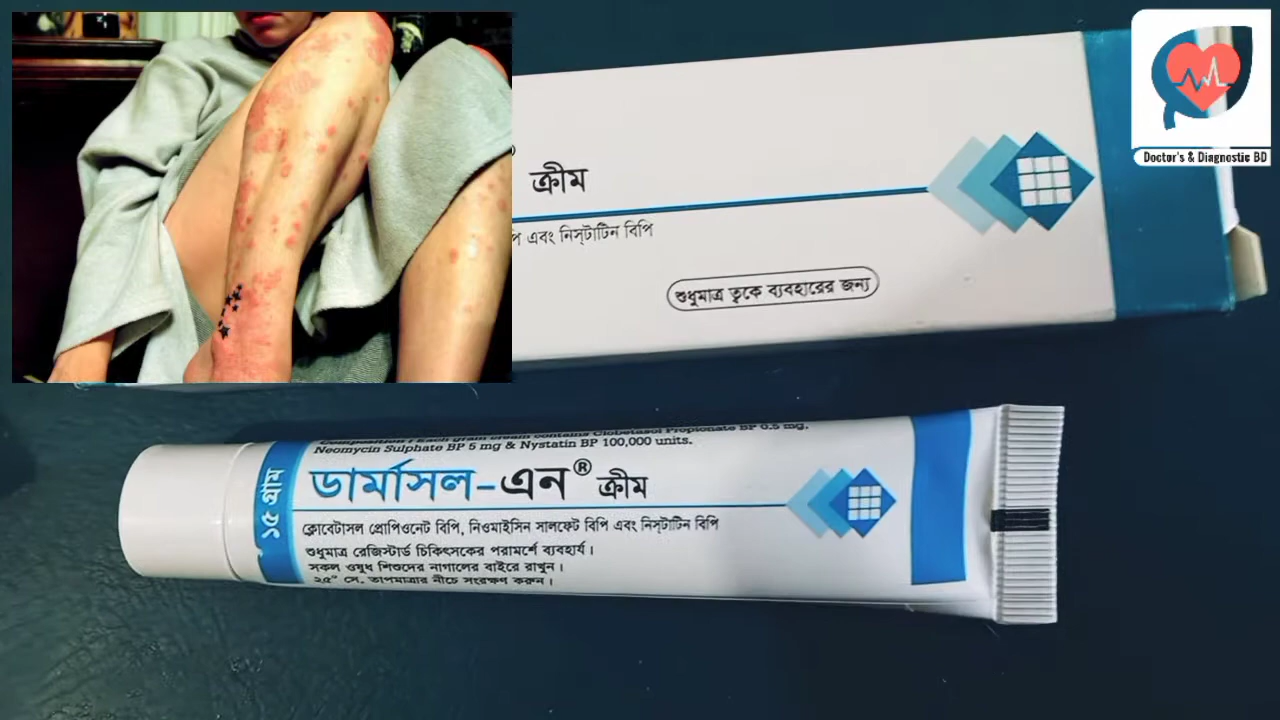 Doctor's & Diagnostic BD
ক্রীম
এবং নিস্‌টাটিন বিপি
শুধুমাত্র ত্বকে ব্যবহারের জন্য
Composition : Each gram cream contains Clobetasol Propionate BP 0.5 mg,
Neomycin Sulphate BP 5 mg & Nystatin BP 100,000 units.
১৫ গ্রাম
ডার্মাসল-এন® ক্রীম
ক্লোবেটাসল প্রোপিওনেট বিপি, নিওমাইসিন সালফেট বিপি এবং নিস্‌টাটিন বিপি
শুধুমাত্র রেজিস্টার্ড চিকিৎসকের পরামর্শে ব্যবহার্য।
সকল ওষুধ শিশুদের নাগালের বাইরে রাখুন।
২৫° সে. তাপমাত্রার নীচে সংরক্ষণ করুন।